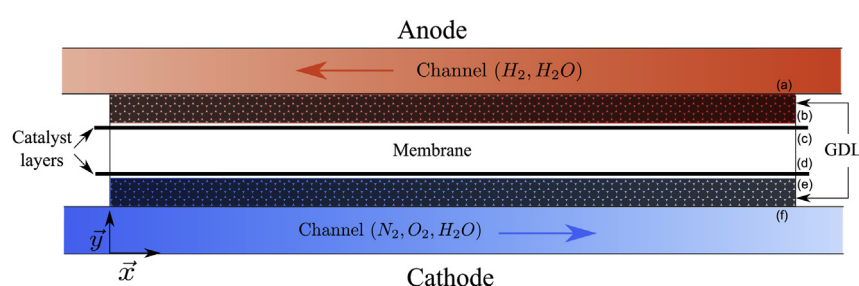 Anode
Channel (H₂, H₂O)
(a)
(b)
Catalyst
layers
(c)
Membrane
GDL
(d)
(e)
(f)
Channel (N₂, O₂, H₂O)
y⃗
x⃗
Cathode